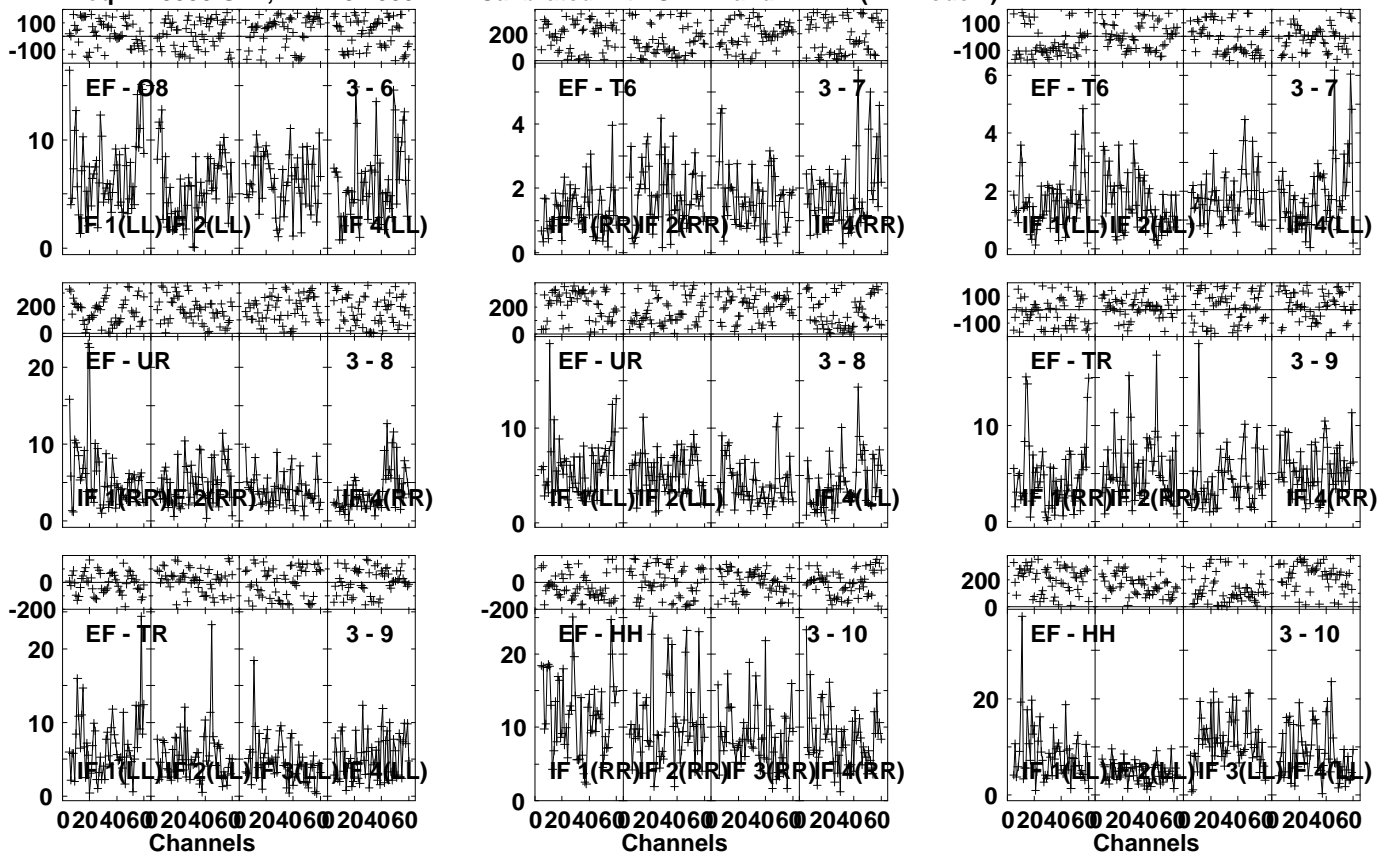 100
-100
200
0
100
-100
EF - O8
3 - 6
EF - T6
3 - 7
EF - T6
3 - 7
10
0
4
2
0
6
4
2
0
IF 1(LL)
IF 2(LL)
IF 4(LL)
IF 1(RR)
IF 2(RR)
IF 4(RR)
IF 1(LL)
IF 2(LL)
IF 4(LL)
200
0
200
0
100
-100
EF - UR
3 - 8
EF - UR
3 - 8
EF - TR
3 - 9
20
10
0
10
0
10
0
IF 1(RR)
IF 2(RR)
IF 4(RR)
IF 1(LL)
IF 2(LL)
IF 4(LL)
IF 1(RR)
IF 2(RR)
IF 4(RR)
0
-200
0
-200
200
0
EF - TR
3 - 9
EF - HH
3 - 10
EF - HH
3 - 10
20
10
0
20
10
0
20
0
IF 1(LL)
IF 2(LL)
IF 3(LL)
IF 4(LL)
IF 1(RR)
IF 2(RR)
IF 3(RR)
IF 4(RR)
IF 1(LL)
IF 2(LL)
IF 3(LL)
IF 4(LL)
0 20 40 60 0 20 40 60 0 20 40 60 0 20 40 60
0 20 40 60 0 20 40 60 0 20 40 60 0 20 40 60
0 20 40 60 0 20 40 60 0 20 40 60 0 20 40 60
Channels
Channels
Channels